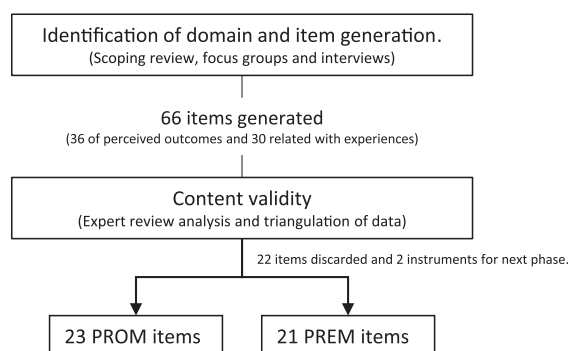 Identification of domain and item generation.
(Scoping review, focus groups and interviews)
66 items generated
(36 of perceived outcomes and 30 related with experiences)
Content validity
(Expert review analysis and triangulation of data)
22 items discarded and 2 instruments for next phase.
23 PROM items
21 PREM items